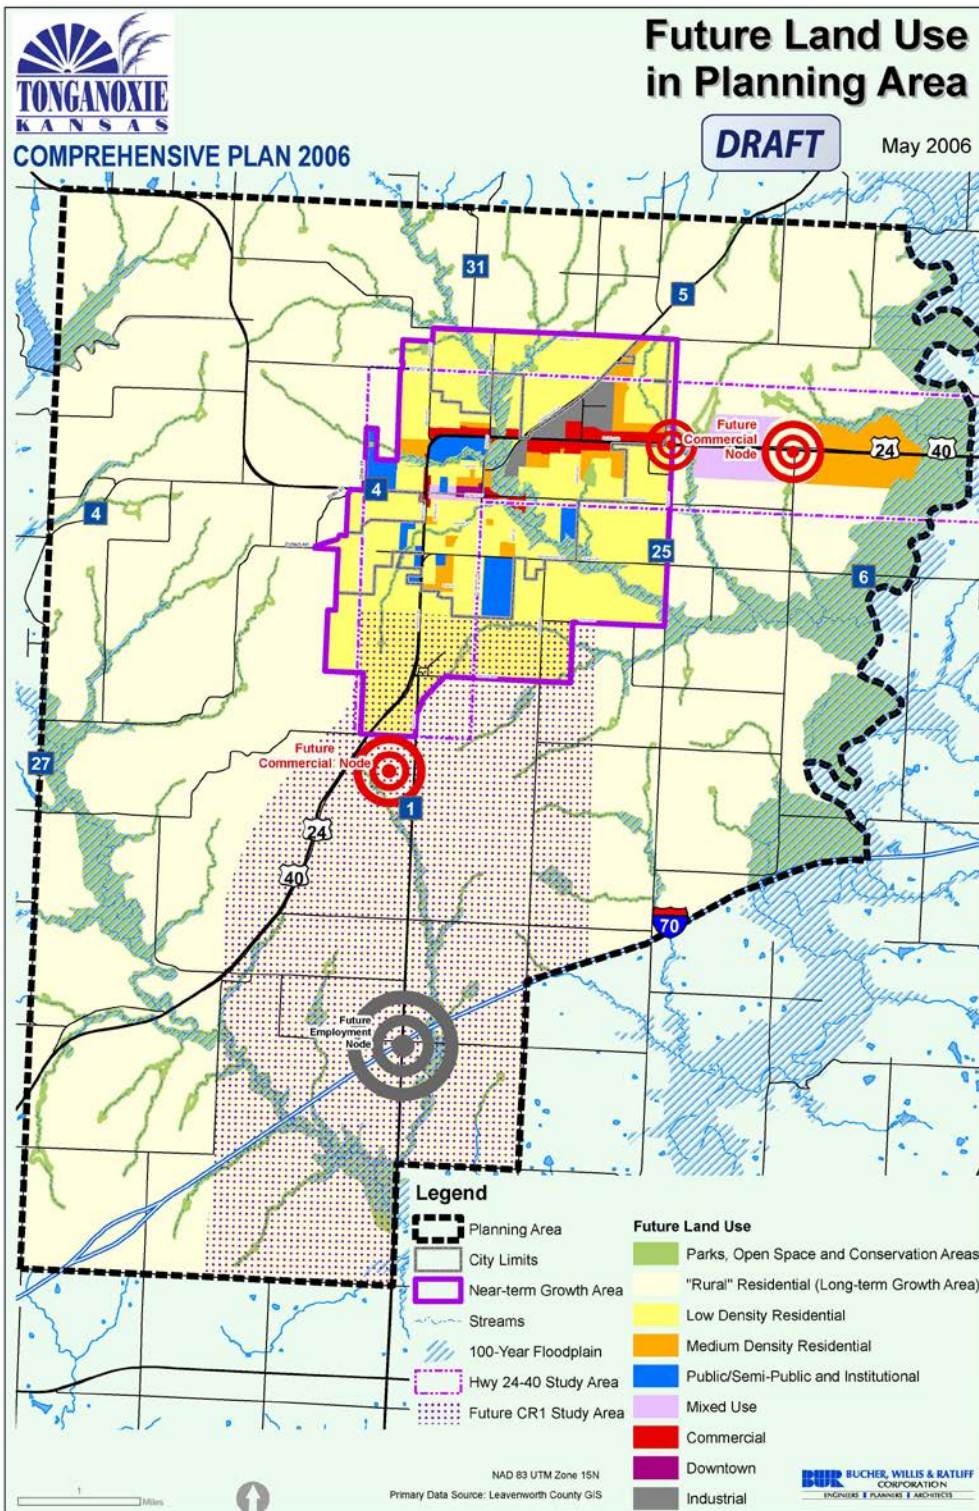 TONGANOXIE
KANSAS
COMPREHENSIVE PLAN 2006
Future Land Use
in Planning Area
DRAFT
May 2006
31
5
Future
Commercial
Node
24
40
4
4
25
6
27
Future
Commercial Node
1
24
40
70
Future
Employment
Node
Legend
Planning Area
City Limits
Near-term Growth Area
Streams
100-Year Floodplain
Hwy 24-40 Study Area
Future CR1 Study Area
Future Land Use
Parks, Open Space and Conservation Areas
"Rural" Residential (Long-term Growth Area)
Low Density Residential
Medium Density Residential
Public/Semi-Public and Institutional
Mixed Use
Commercial
Downtown
Industrial
1
Miles
NAD 83 UTM Zone 15N
Primary Data Source: Leavenworth County GIS
BWR BUCHER, WILLIS & RATLIFF
CORPORATION
ENGINEERS PLANNERS ARCHITECTS